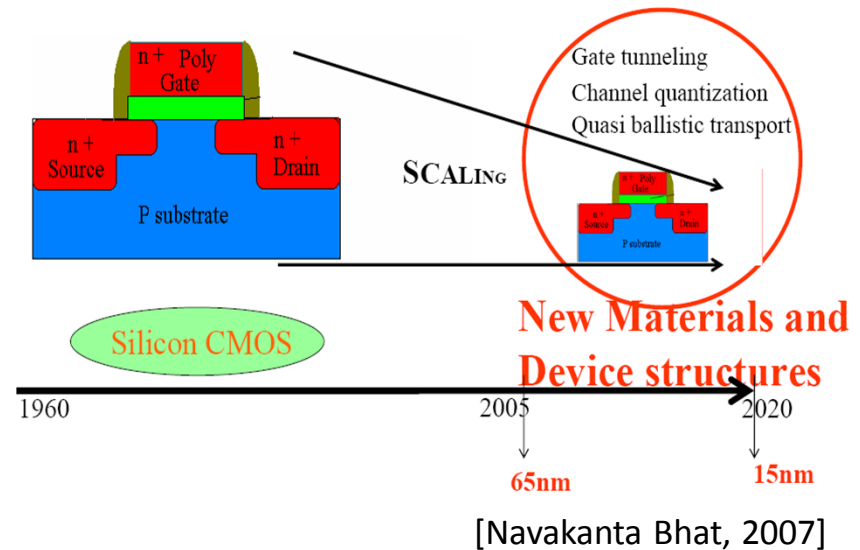 n+ Poly
Gate
n+
Source
n+
Drain
P substrate
SCALING
Gate tunneling
Channel quantization
Quasi ballistic transport
n+ Poly
Gate
n+
Source
n+
Drain
P substrate
Silicon CMOS
New Materials and
Device structures
1960
2005
2020
65nm
15nm
[Navakanta Bhat, 2007]